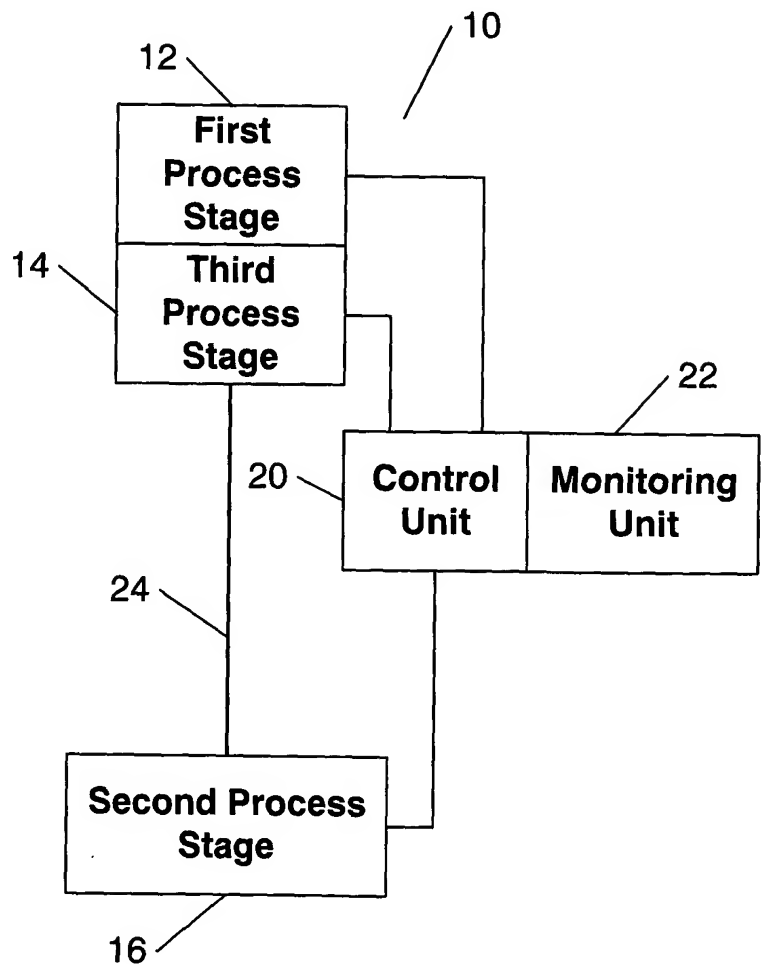 10
12
First
Process
Stage
14
Third
Process
Stage
22
20
Control
Unit
Monitoring
Unit
24
Second Process
Stage
16